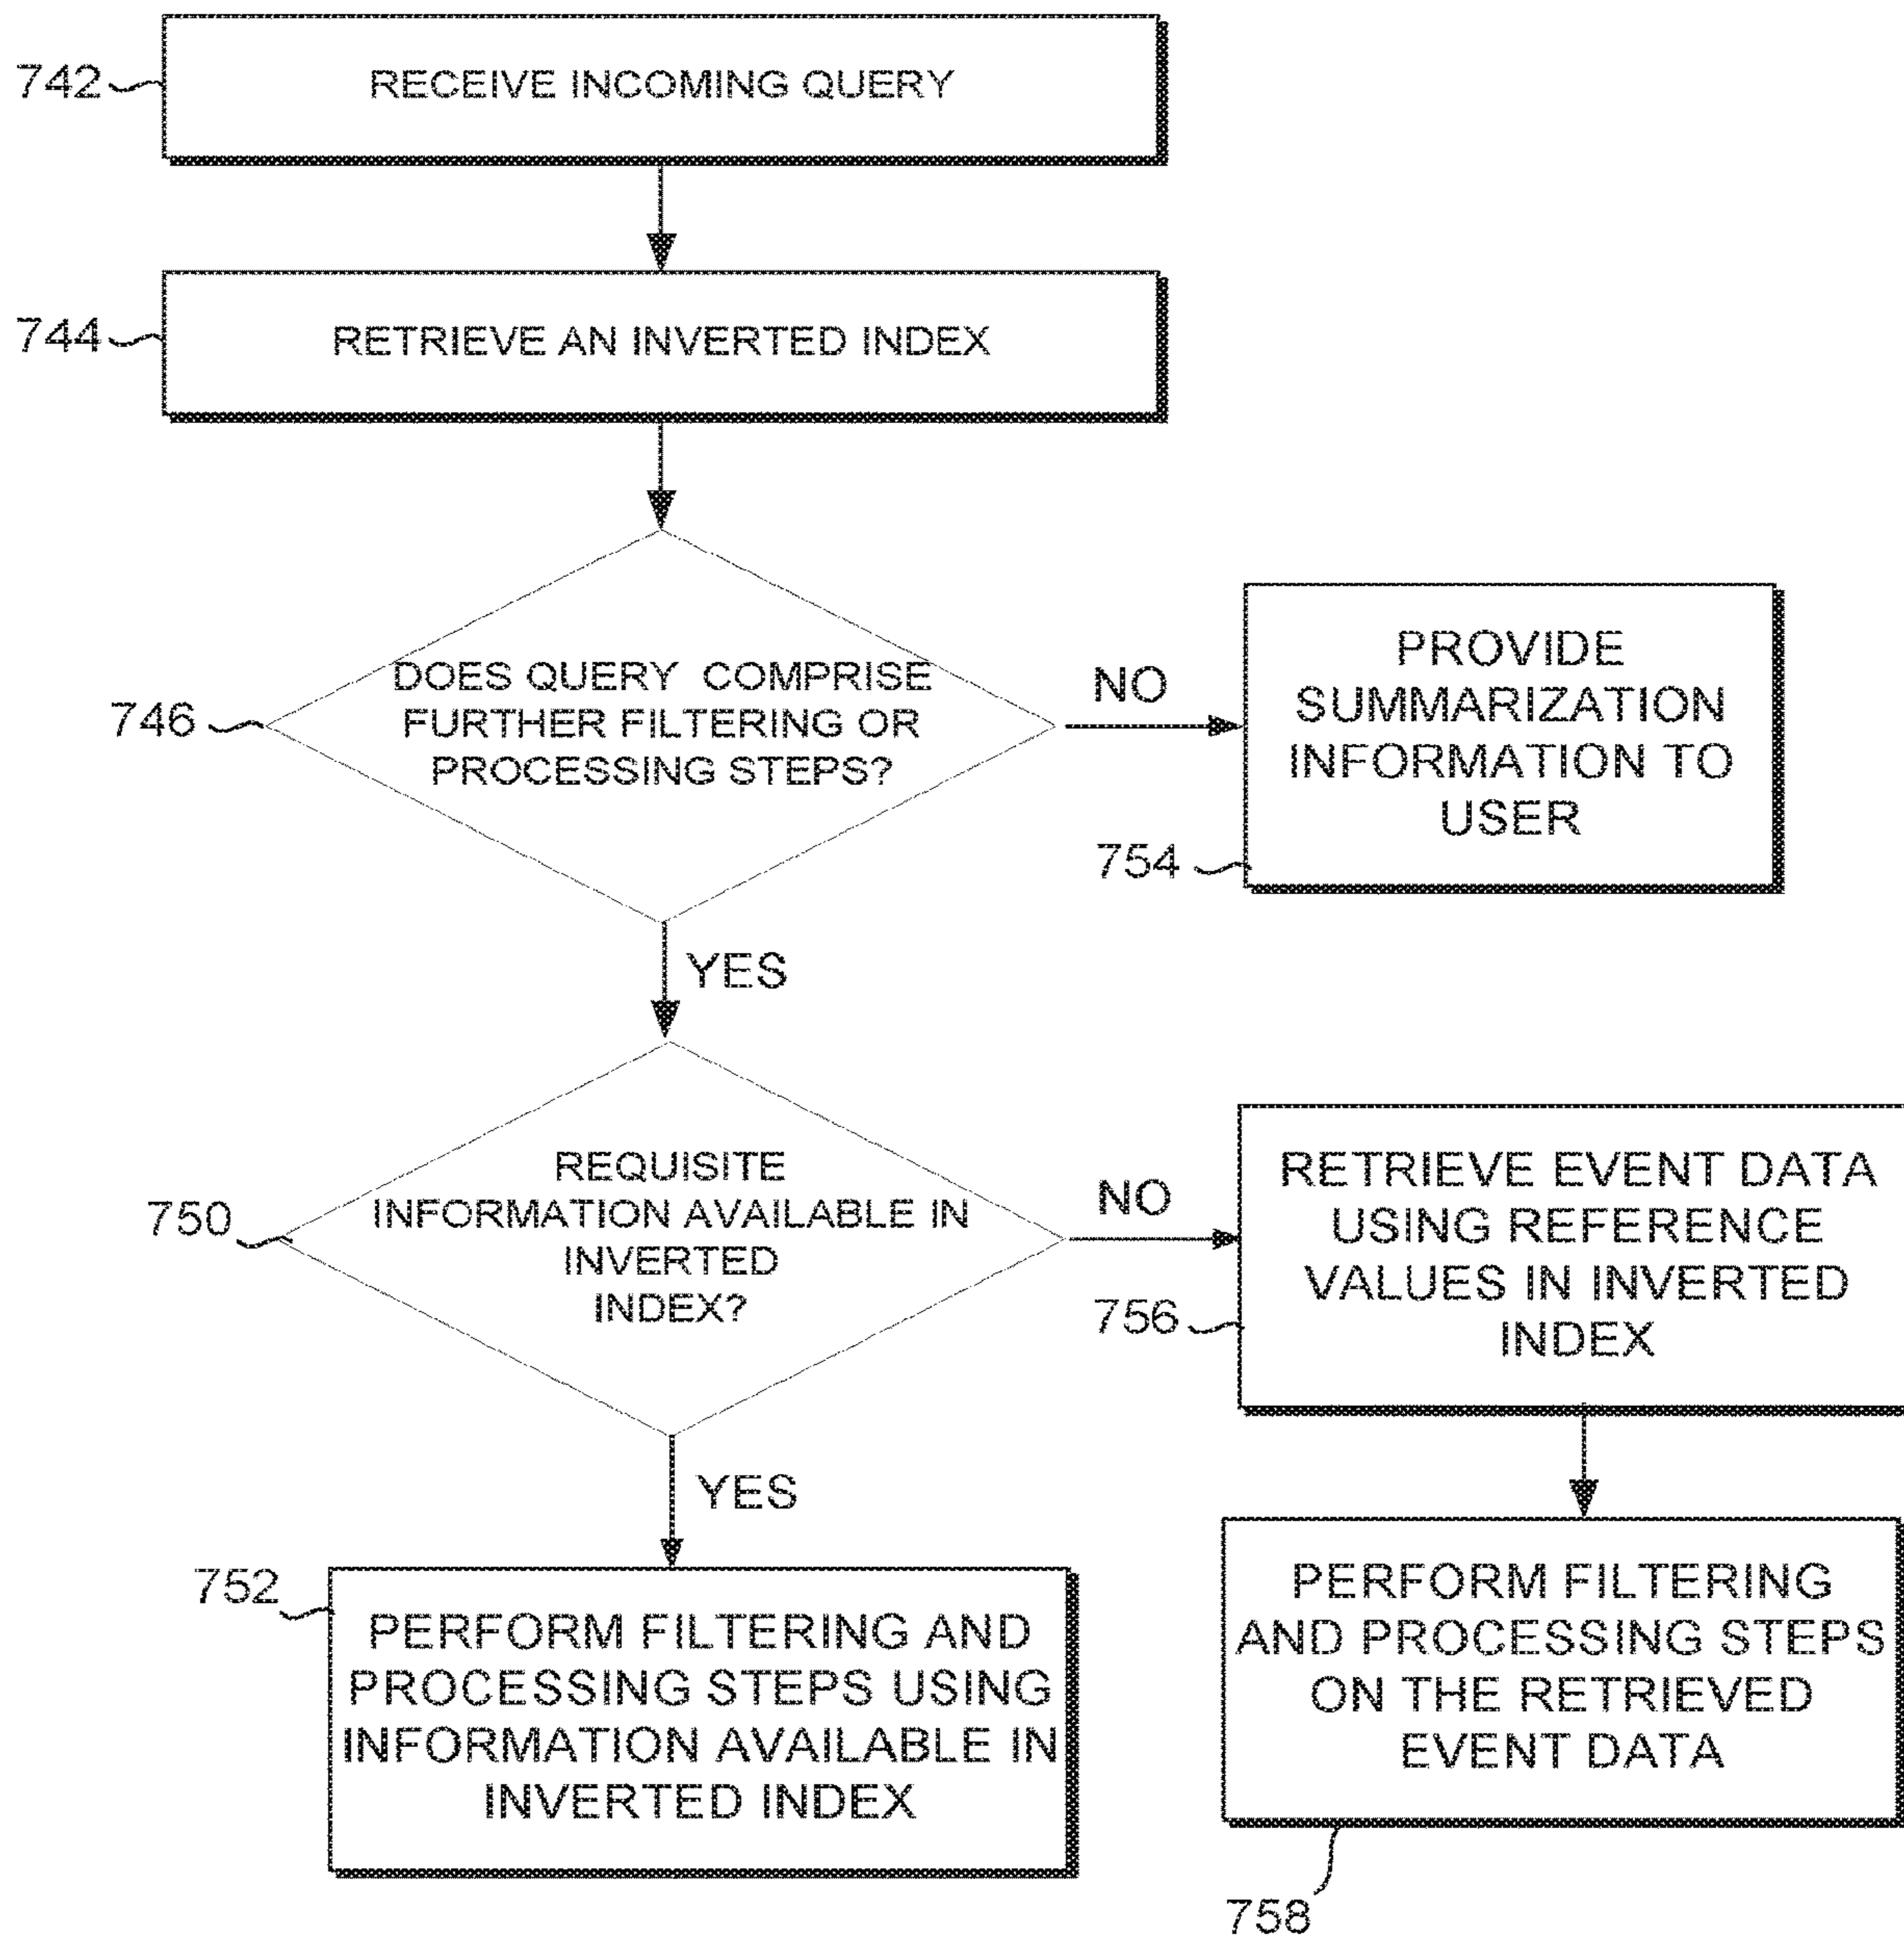 742
RECEIVE INCOMING QUERY
744
RETRIEVE AN INVERTED INDEX
746
DOES QUERY COMPRISE
FURTHER FILTERING OR
PROCESSING STEPS?
NO
PROVIDE
SUMMARIZATION
INFORMATION TO
USER
754
YES
750
REQUISITE
INFORMATION AVAILABLE IN
INVERTED
INDEX?
NO
RETRIEVE EVENT DATA
USING REFERENCE
VALUES IN INVERTED
INDEX
756
YES
752
PERFORM FILTERING AND
PROCESSING STEPS USING
INFORMATION AVAILABLE IN
INVERTED INDEX
PERFORM FILTERING
AND PROCESSING STEPS
ON THE RETRIEVED
EVENT DATA
758